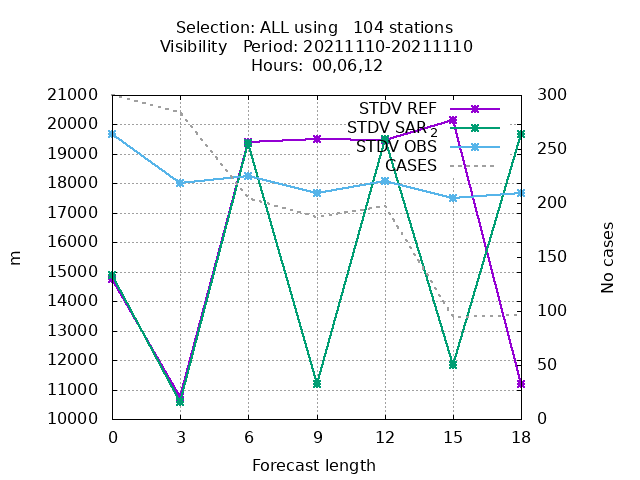 Selection: ALL using   104 stations
Visibility   Period: 20211110-20211110
Hours: 00,06,12
21000
20000
19000
18000
17000
16000
15000
14000
13000
12000
11000
10000
300
250
200
150
100
50
0
STDV REF
STDV SAR₂
STDV OBS
CASES
m
No cases
0 3 6 9 12 15 18
Forecast length